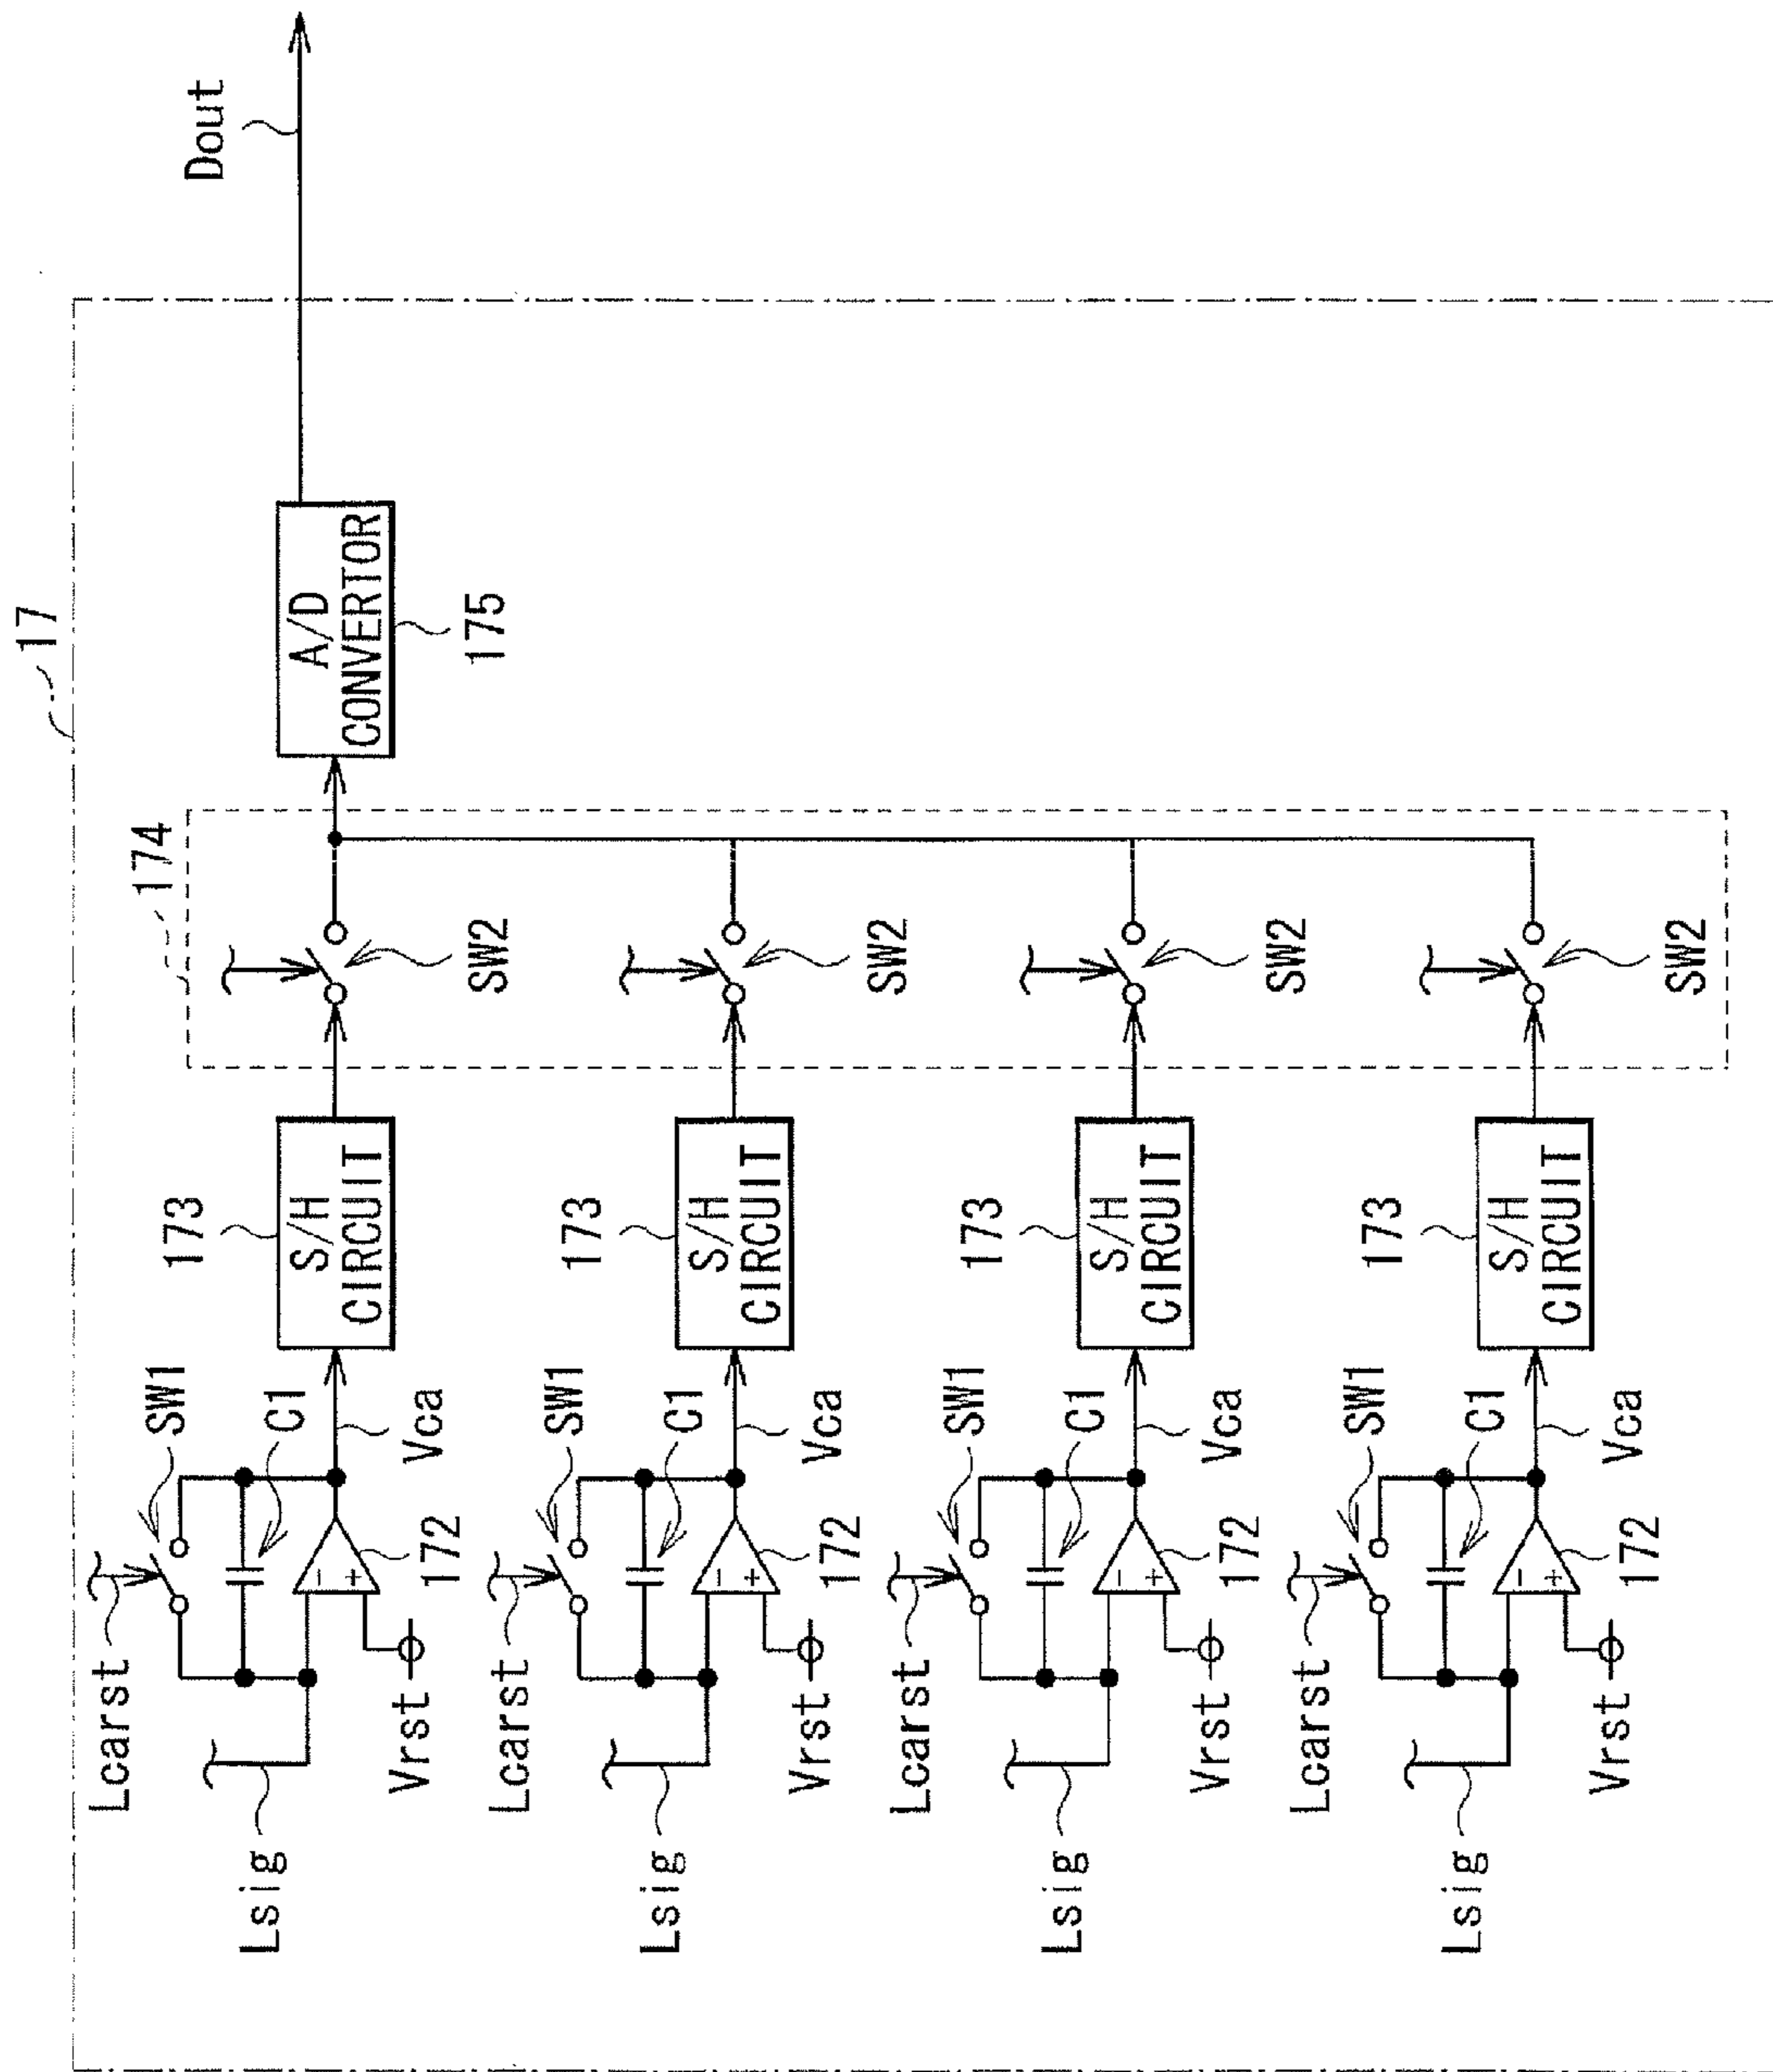 17
Lcarst
SW1
C1
Lsig
Vrst
172
Vca
173
S/H
CIRCUIT
174
SW2
A/D
CONVERTOR
175
Dout
Lcarst
SW1
C1
Lsig
Vrst
172
Vca
173
S/H
CIRCUIT
SW2
Lcarst
SW1
C1
Lsig
Vrst
172
Vca
173
S/H
CIRCUIT
SW2
Lcarst
SW1
C1
Lsig
Vrst
172
Vca
173
S/H
CIRCUIT
SW2